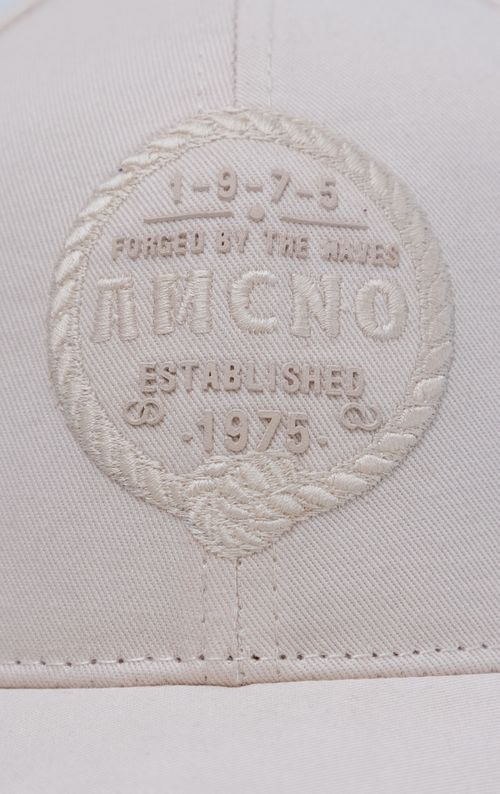 1-9-7-5
FORGED BY THE WAVES
AMCNO
ESTABLISHED
·1975·